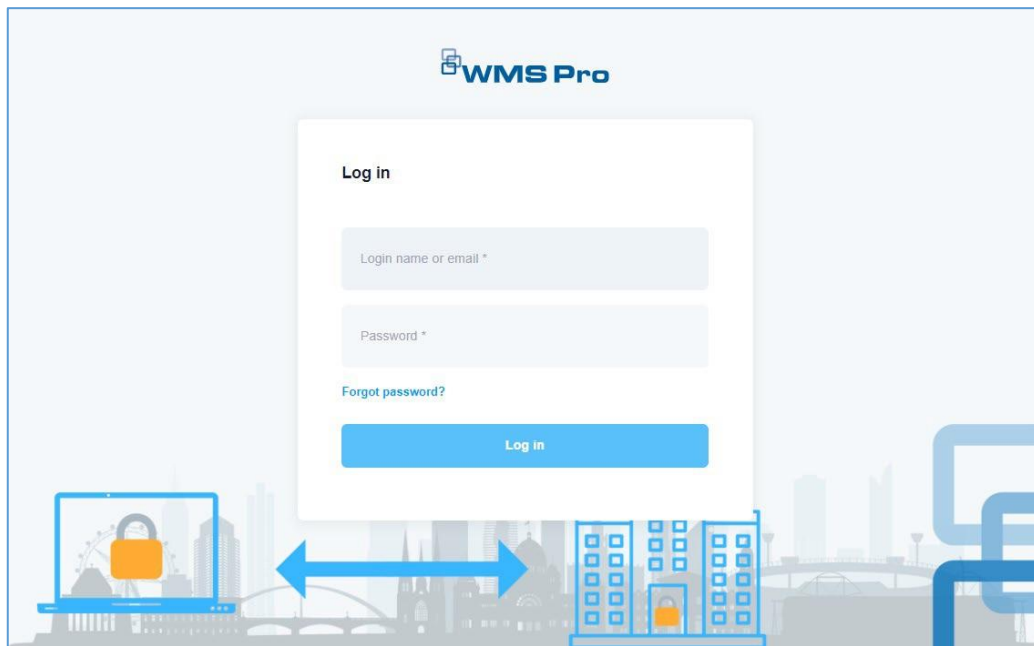 WMS Pro
Log in
Login name or email *
Password *
Forgot password?
Log in